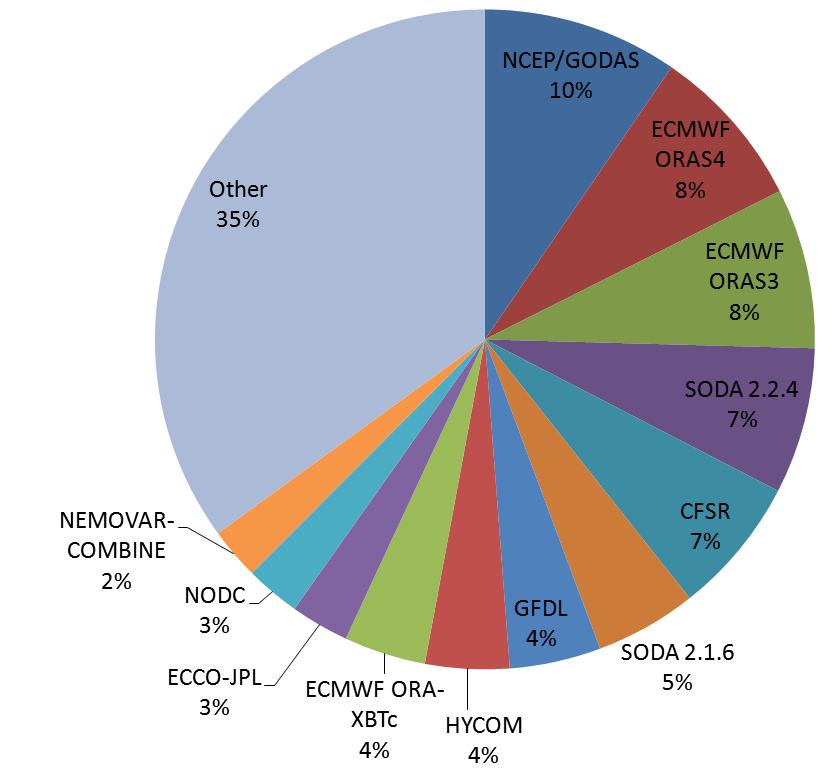 NCEP/GODAS
10%
ECMWF
ORAS4
8%
ECMWF
ORAS3
8%
SODA 2.2.4
7%
CFSR
7%
SODA 2.1.6
5%
GFDL
4%
HYCOM
4%
ECMWF ORA-
XBTc
4%
ECCO-JPL
3%
NODC
3%
NEMOVAR-
COMBINE
2%
Other
35%